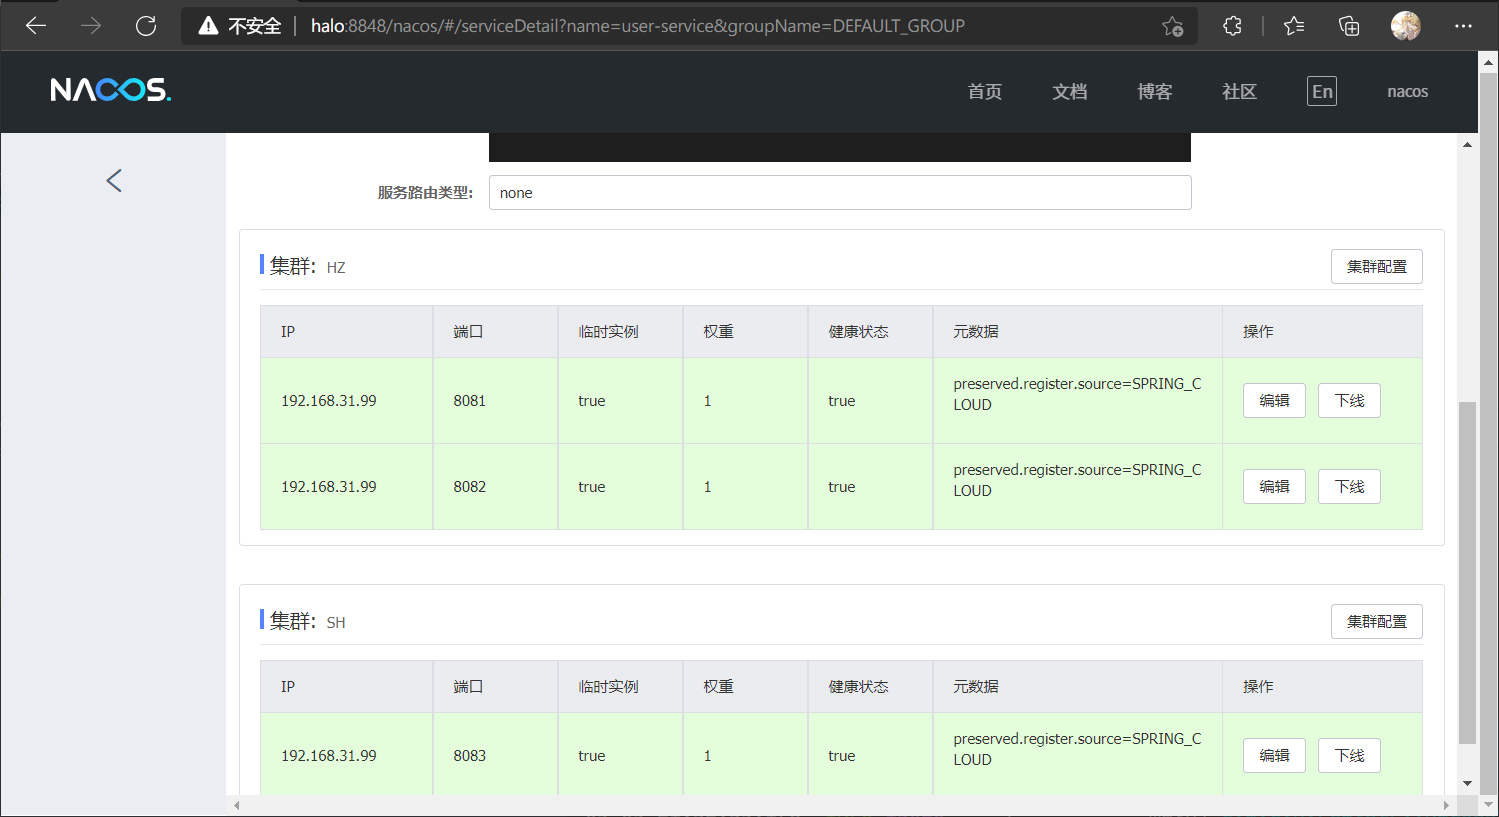 不安全 halo:8848/nacos/#/serviceDetail?name=user-service&groupName=DEFAULT_GROUP
NACOS. 首页 文档 博客 社区 En nacos
服务路由类型: none
集群: HZ 集群配置
IP 端口 临时实例 权重 健康状态 元数据 操作
192.168.31.99 8081 true 1 true preserved.register.source=SPRING_C 编辑 下线
LOUD
192.168.31.99 8082 true 1 true preserved.register.source=SPRING_C 编辑 下线
LOUD
集群: SH 集群配置
IP 端口 临时实例 权重 健康状态 元数据 操作
192.168.31.99 8083 true 1 true preserved.register.source=SPRING_C 编辑 下线
LOUD